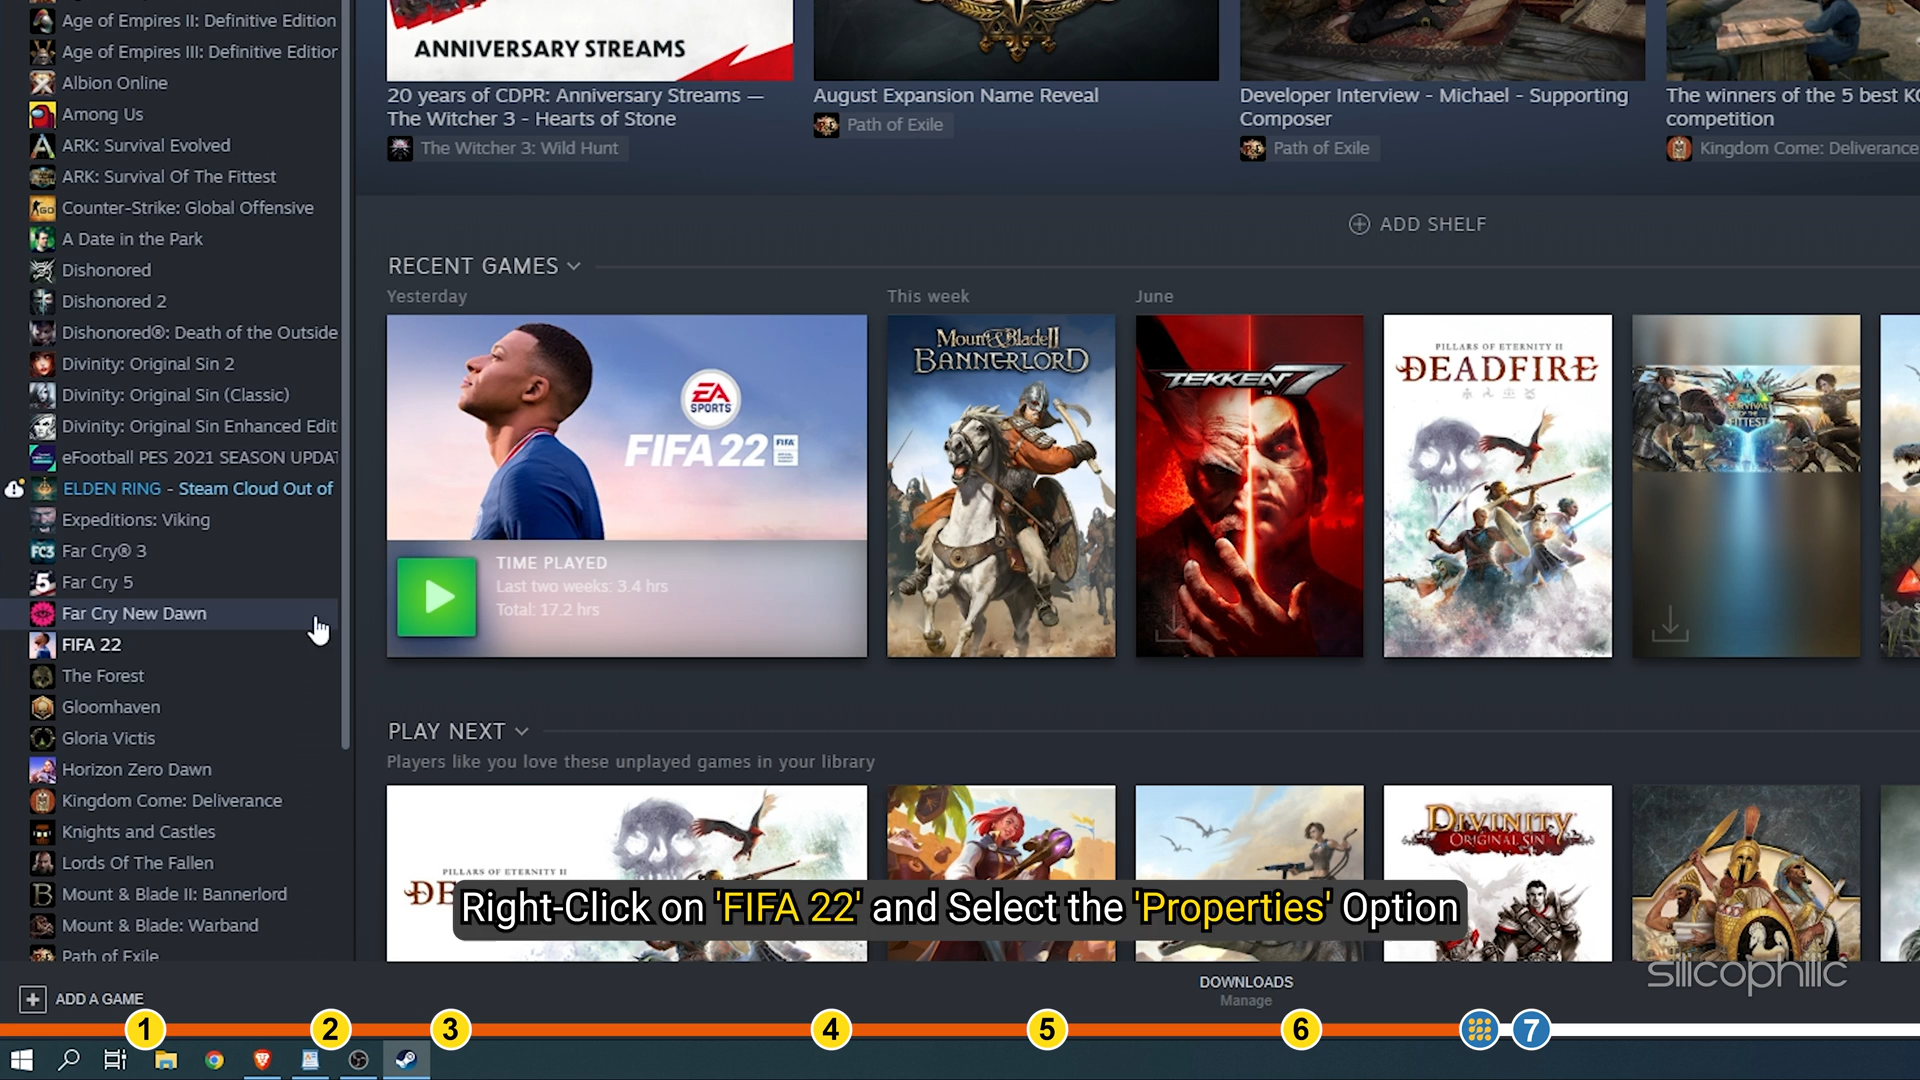 Age of Empires II: Definitive Edition
Age of Empires III: Definitive Edition
Albion Online
Among Us
ARK: Survival Evolved
ARK: Survival Of The Fittest
Counter-Strike: Global Offensive
A Date in the Park
Dishonored
Dishonored 2
Dishonored®: Death of the Outside
Divinity: Original Sin 2
Divinity: Original Sin (Classic)
Divinity: Original Sin Enhanced Edit
eFootball PES 2021 SEASON UPDAT
ELDEN RING - Steam Cloud Out of
Expeditions: Viking
Far Cry® 3
Far Cry 5
Far Cry New Dawn
FIFA 22
The Forest
Gloomhaven
Gloria Victis
Horizon Zero Dawn
Kingdom Come: Deliverance
Knights and Castles
Lords Of The Fallen
Mount & Blade II: Bannerlord
Mount & Blade: Warband
Path of Exile
ADD A GAME
ANNIVERSARY STREAMS
20 years of CDPR: Anniversary Streams —
The Witcher 3 - Hearts of Stone
The Witcher 3: Wild Hunt
August Expansion Name Reveal
Path of Exile
Developer Interview - Michael - Supporting
Composer
Path of Exile
The winners of the 5 best KC
competition
Kingdom Come: Deliverance
ADD SHELF
RECENT GAMES
Yesterday
This week
June
EA
SPORTS
FIFA 22
FIFA
TIME PLAYED
Last two weeks: 3.4 hrs
Total: 17.2 hrs
Mount & Blade II
BANNERLORD
TEKKEN 7
PILLARS OF ETERNITY II
DEADFIRE
SURVIVAL
OF THE
FITTEST
PLAY NEXT
Players like you love these unplayed games in your library
PILLARS OF ETERNITY II
DE
DIVINITY
ORIGINAL SIN
Right-Click on 'FIFA 22' and Select the 'Properties' Option
DOWNLOADS
Manage
silicophilic
1
2
3
4
5
6
7
FC3
5
GO